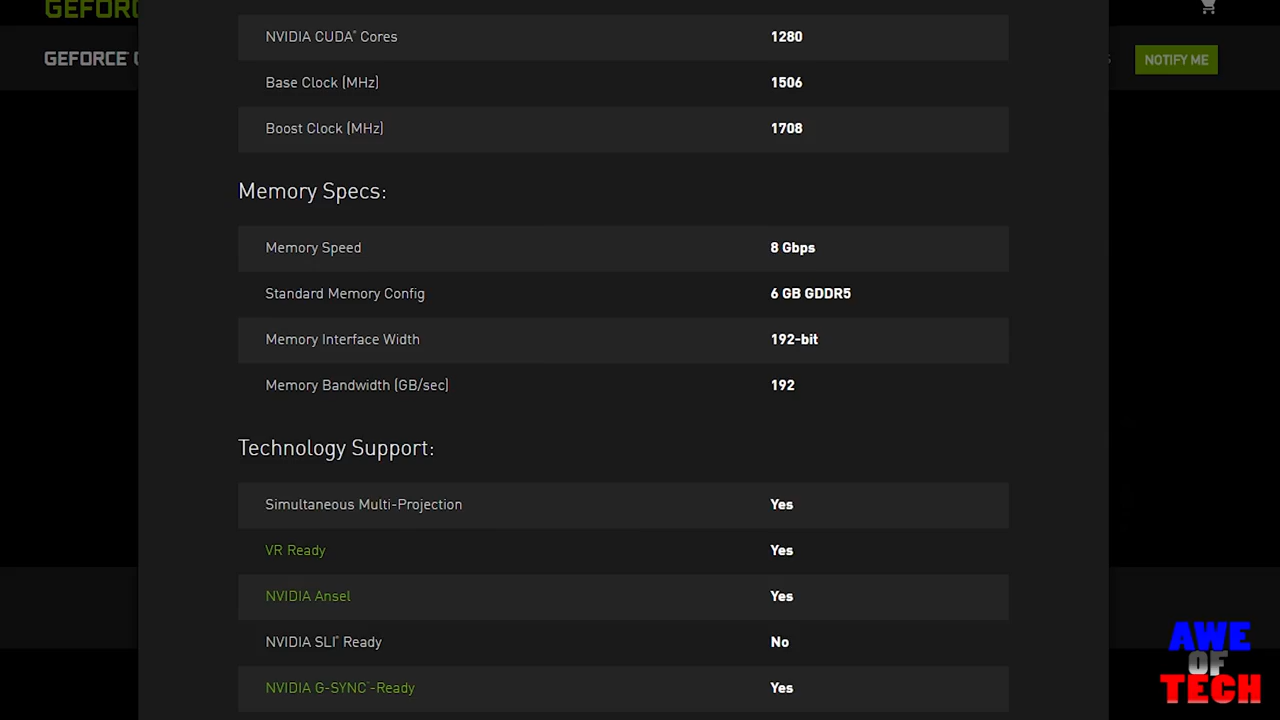 GEFORC
GEFORCE
NOTIFY ME
NVIDIA CUDA® Cores 1280
Base Clock (MHz) 1506
Boost Clock (MHz) 1708
Memory Specs:
Memory Speed 8 Gbps
Standard Memory Config 6 GB GDDR5
Memory Interface Width 192-bit
Memory Bandwidth (GB/sec) 192
Technology Support:
Simultaneous Multi-Projection Yes
VR Ready Yes
NVIDIA Ansel Yes
NVIDIA SLI® Ready No
NVIDIA G-SYNC™-Ready Yes
AWE
OF
TECH